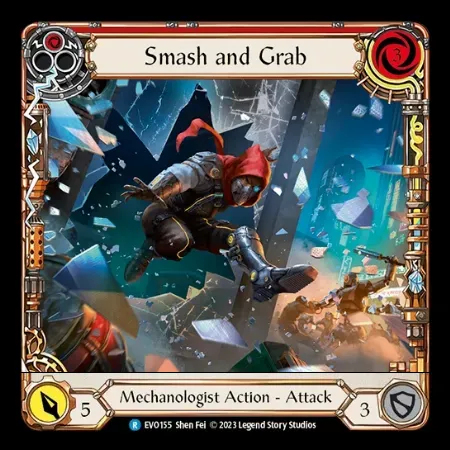 Smash and Grab
3
5
Mechanologist Action - Attack
3
R EVO155 Shen Fei © 2023 Legend Story Studios